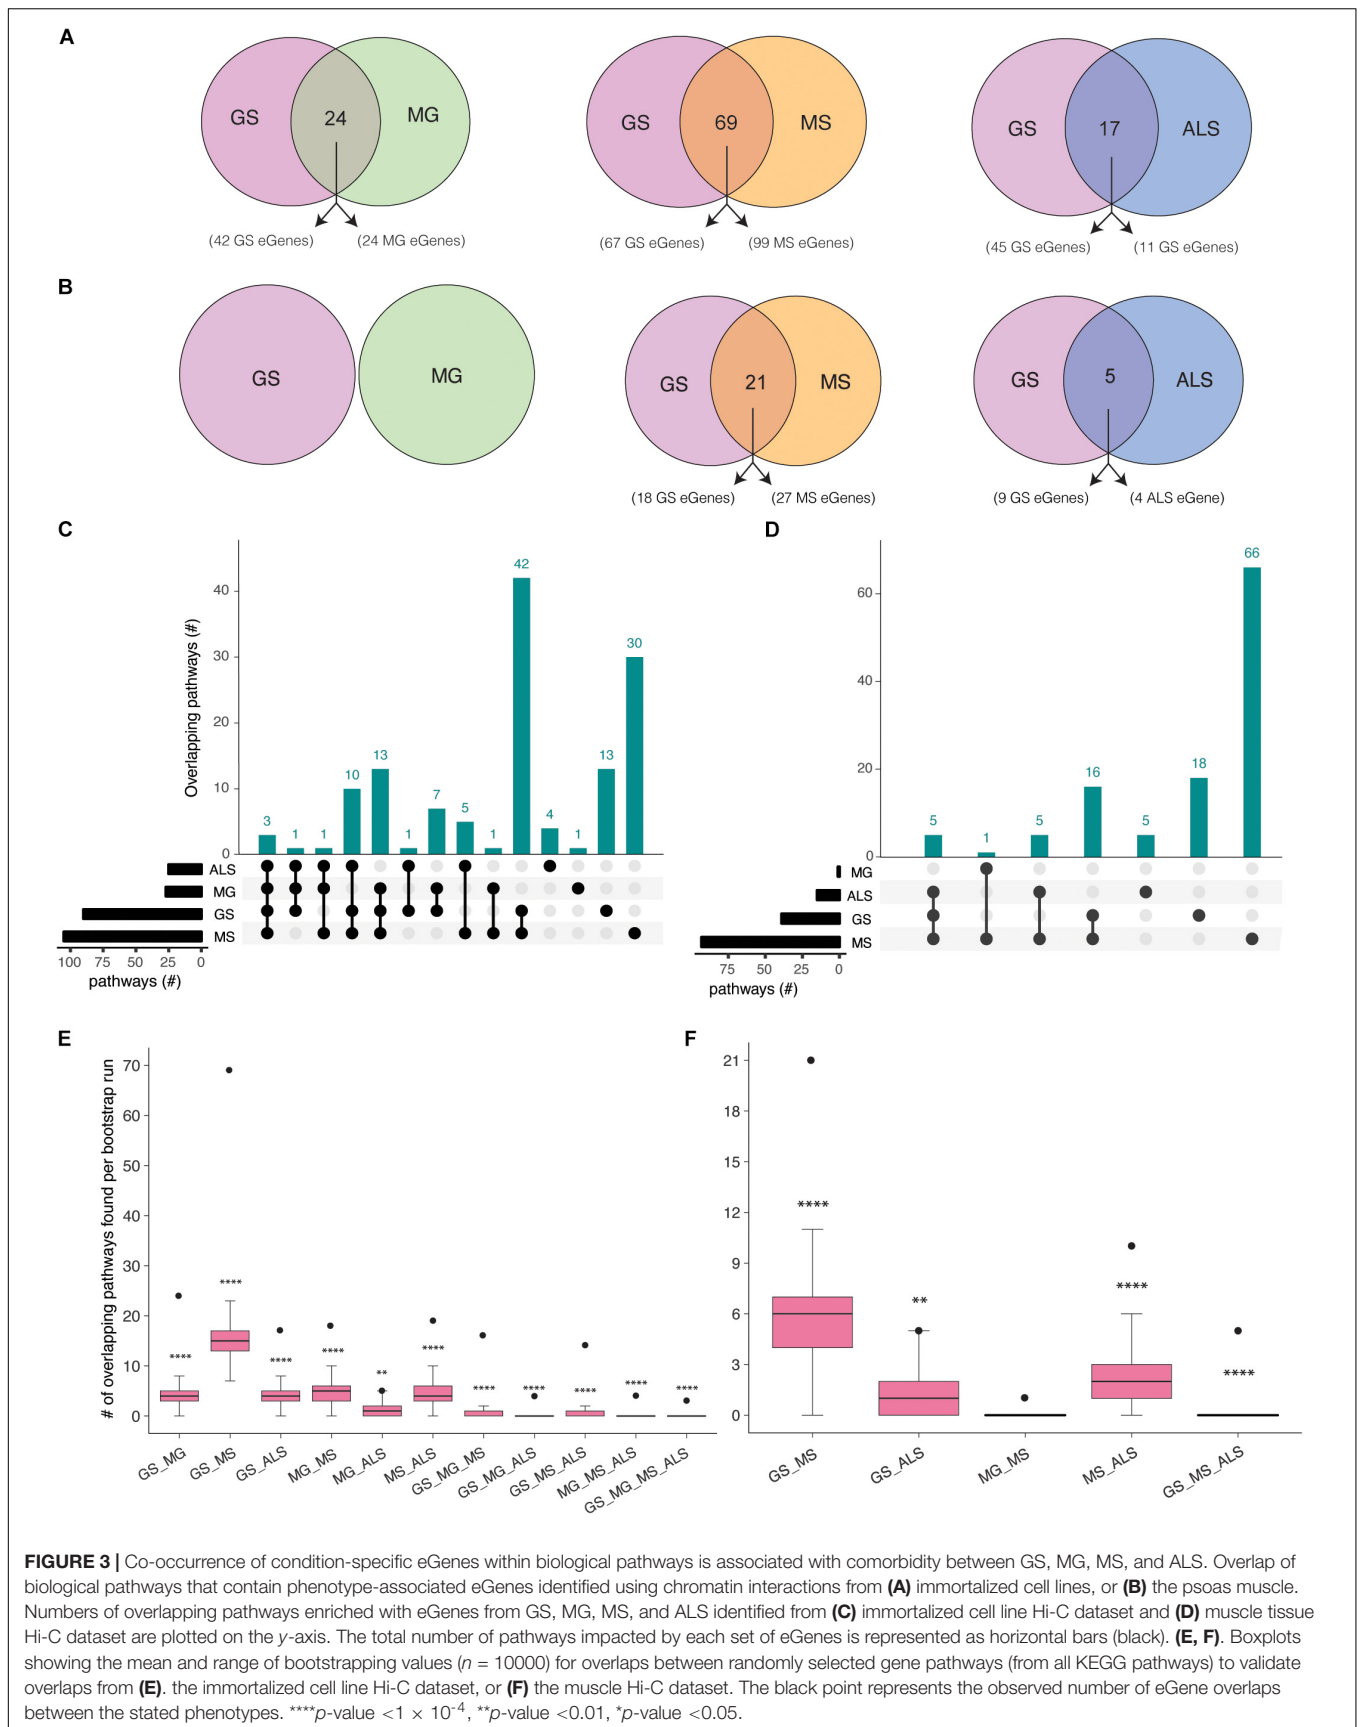 A
GS
24
MG
(42 GS eGenes)
(24 MG eGenes)
GS
69
MS
(67 GS eGenes)
(99 MS eGenes)
GS
17
ALS
(45 GS eGenes)
(11 GS eGenes)
B
GS
MG
GS
21
MS
(18 GS eGenes)
(27 MS eGenes)
GS
5
ALS
(9 GS eGenes)
(4 ALS eGene)
C
Overlapping pathways (#)
40
30
20
10
0
3
1
1
10
13
1
7
5
1
42
4
1
13
30
ALS
MG
GS
MS
100 75 50 25 0
pathways (#)
D
60
40
20
0
5
1
5
16
5
18
66
MG
ALS
GS
MS
75 50 25 0
pathways (#)
E
# of overlapping pathways found per bootstrap run
70
60
50
40
30
20
10
0
****
****
****
****
**
****
****
****
****
****
****
GS_MG
GS_MS
GS_ALS
MG_MS
MG_ALS
MS_ALS
GS_MG_MS
GS_MG_ALS
GS_MS_ALS
MG_MS_ALS
GS_MG_MS_ALS
F
21
18
15
12
9
6
3
0
****
**
****
****
GS_MS
GS_ALS
MG_MS
MS_ALS
GS_MS_ALS
FIGURE 3 | Co-occurrence of condition-specific eGenes within biological pathways is associated with comorbidity between GS, MG, MS, and ALS. Overlap of
biological pathways that contain phenotype-associated eGenes identified using chromatin interactions from (A) immortalized cell lines, or (B) the psoas muscle.
Numbers of overlapping pathways enriched with eGenes from GS, MG, MS, and ALS identified from (C) immortalized cell line Hi-C dataset and (D) muscle tissue
Hi-C dataset are plotted on the y-axis. The total number of pathways impacted by each set of eGenes is represented as horizontal bars (black). (E, F). Boxplots
showing the mean and range of bootstrapping values (n = 10000) for overlaps between randomly selected gene pathways (from all KEGG pathways) to validate
overlaps from (E). the immortalized cell line Hi-C dataset, or (F) the muscle Hi-C dataset. The black point represents the observed number of eGene overlaps
between the stated phenotypes. ****p-value <1 × 10⁻⁴, **p-value <0.01, *p-value <0.05.